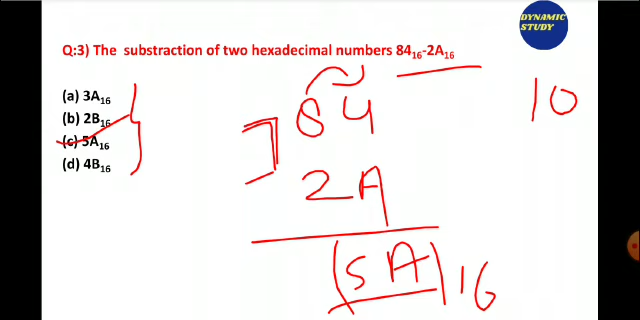 DYNAMIC
STUDY
Q:3) The substraction of two hexadecimal numbers 84₁₆-2A₁₆
(a) 3A₁₆
(b) 2B₁₆
(c) 5A₁₆
(d) 4B₁₆
84
2A
(5A)16
10